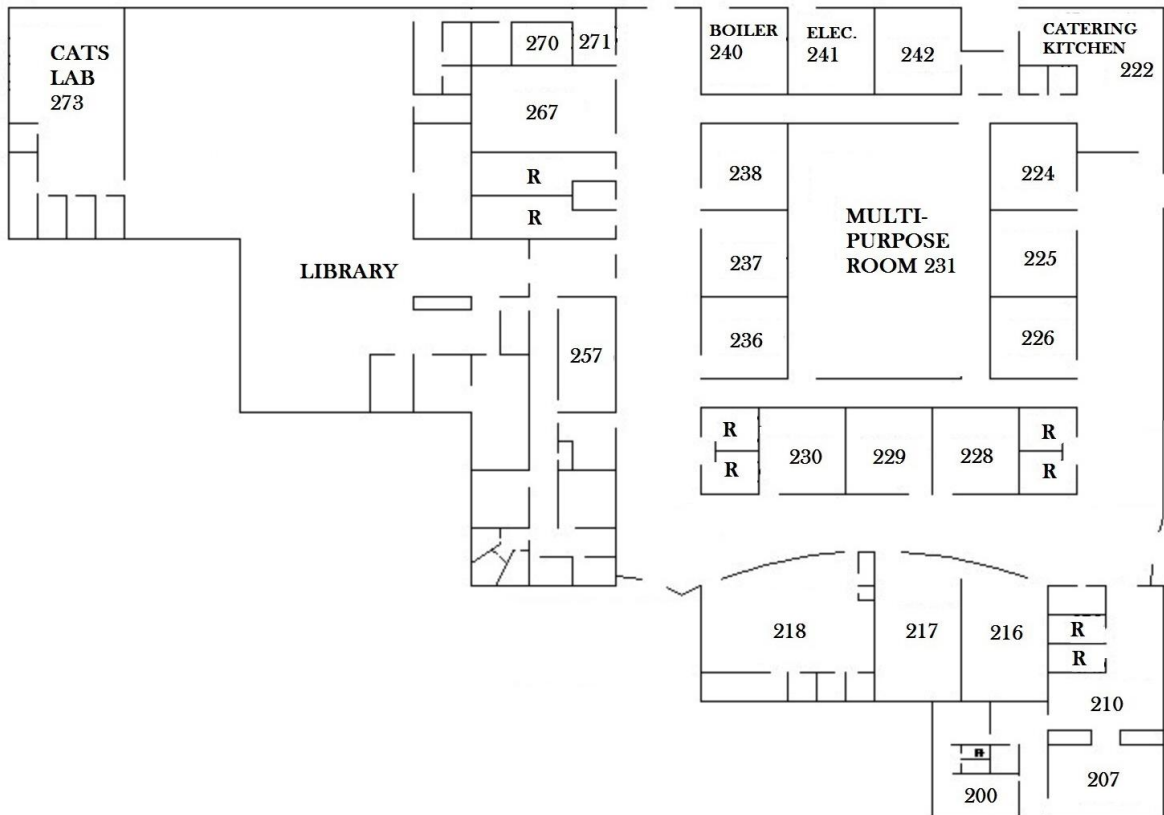 CATS
LAB
273
270
271
BOILER
240
ELEC.
241
242
CATERING
KITCHEN
222
267
R
R
238
224
MULTI-
PURPOSE
ROOM 231
237
225
LIBRARY
236
226
257
R
R
230
229
228
R
R
218
217
216
R
R
210
R
200
207